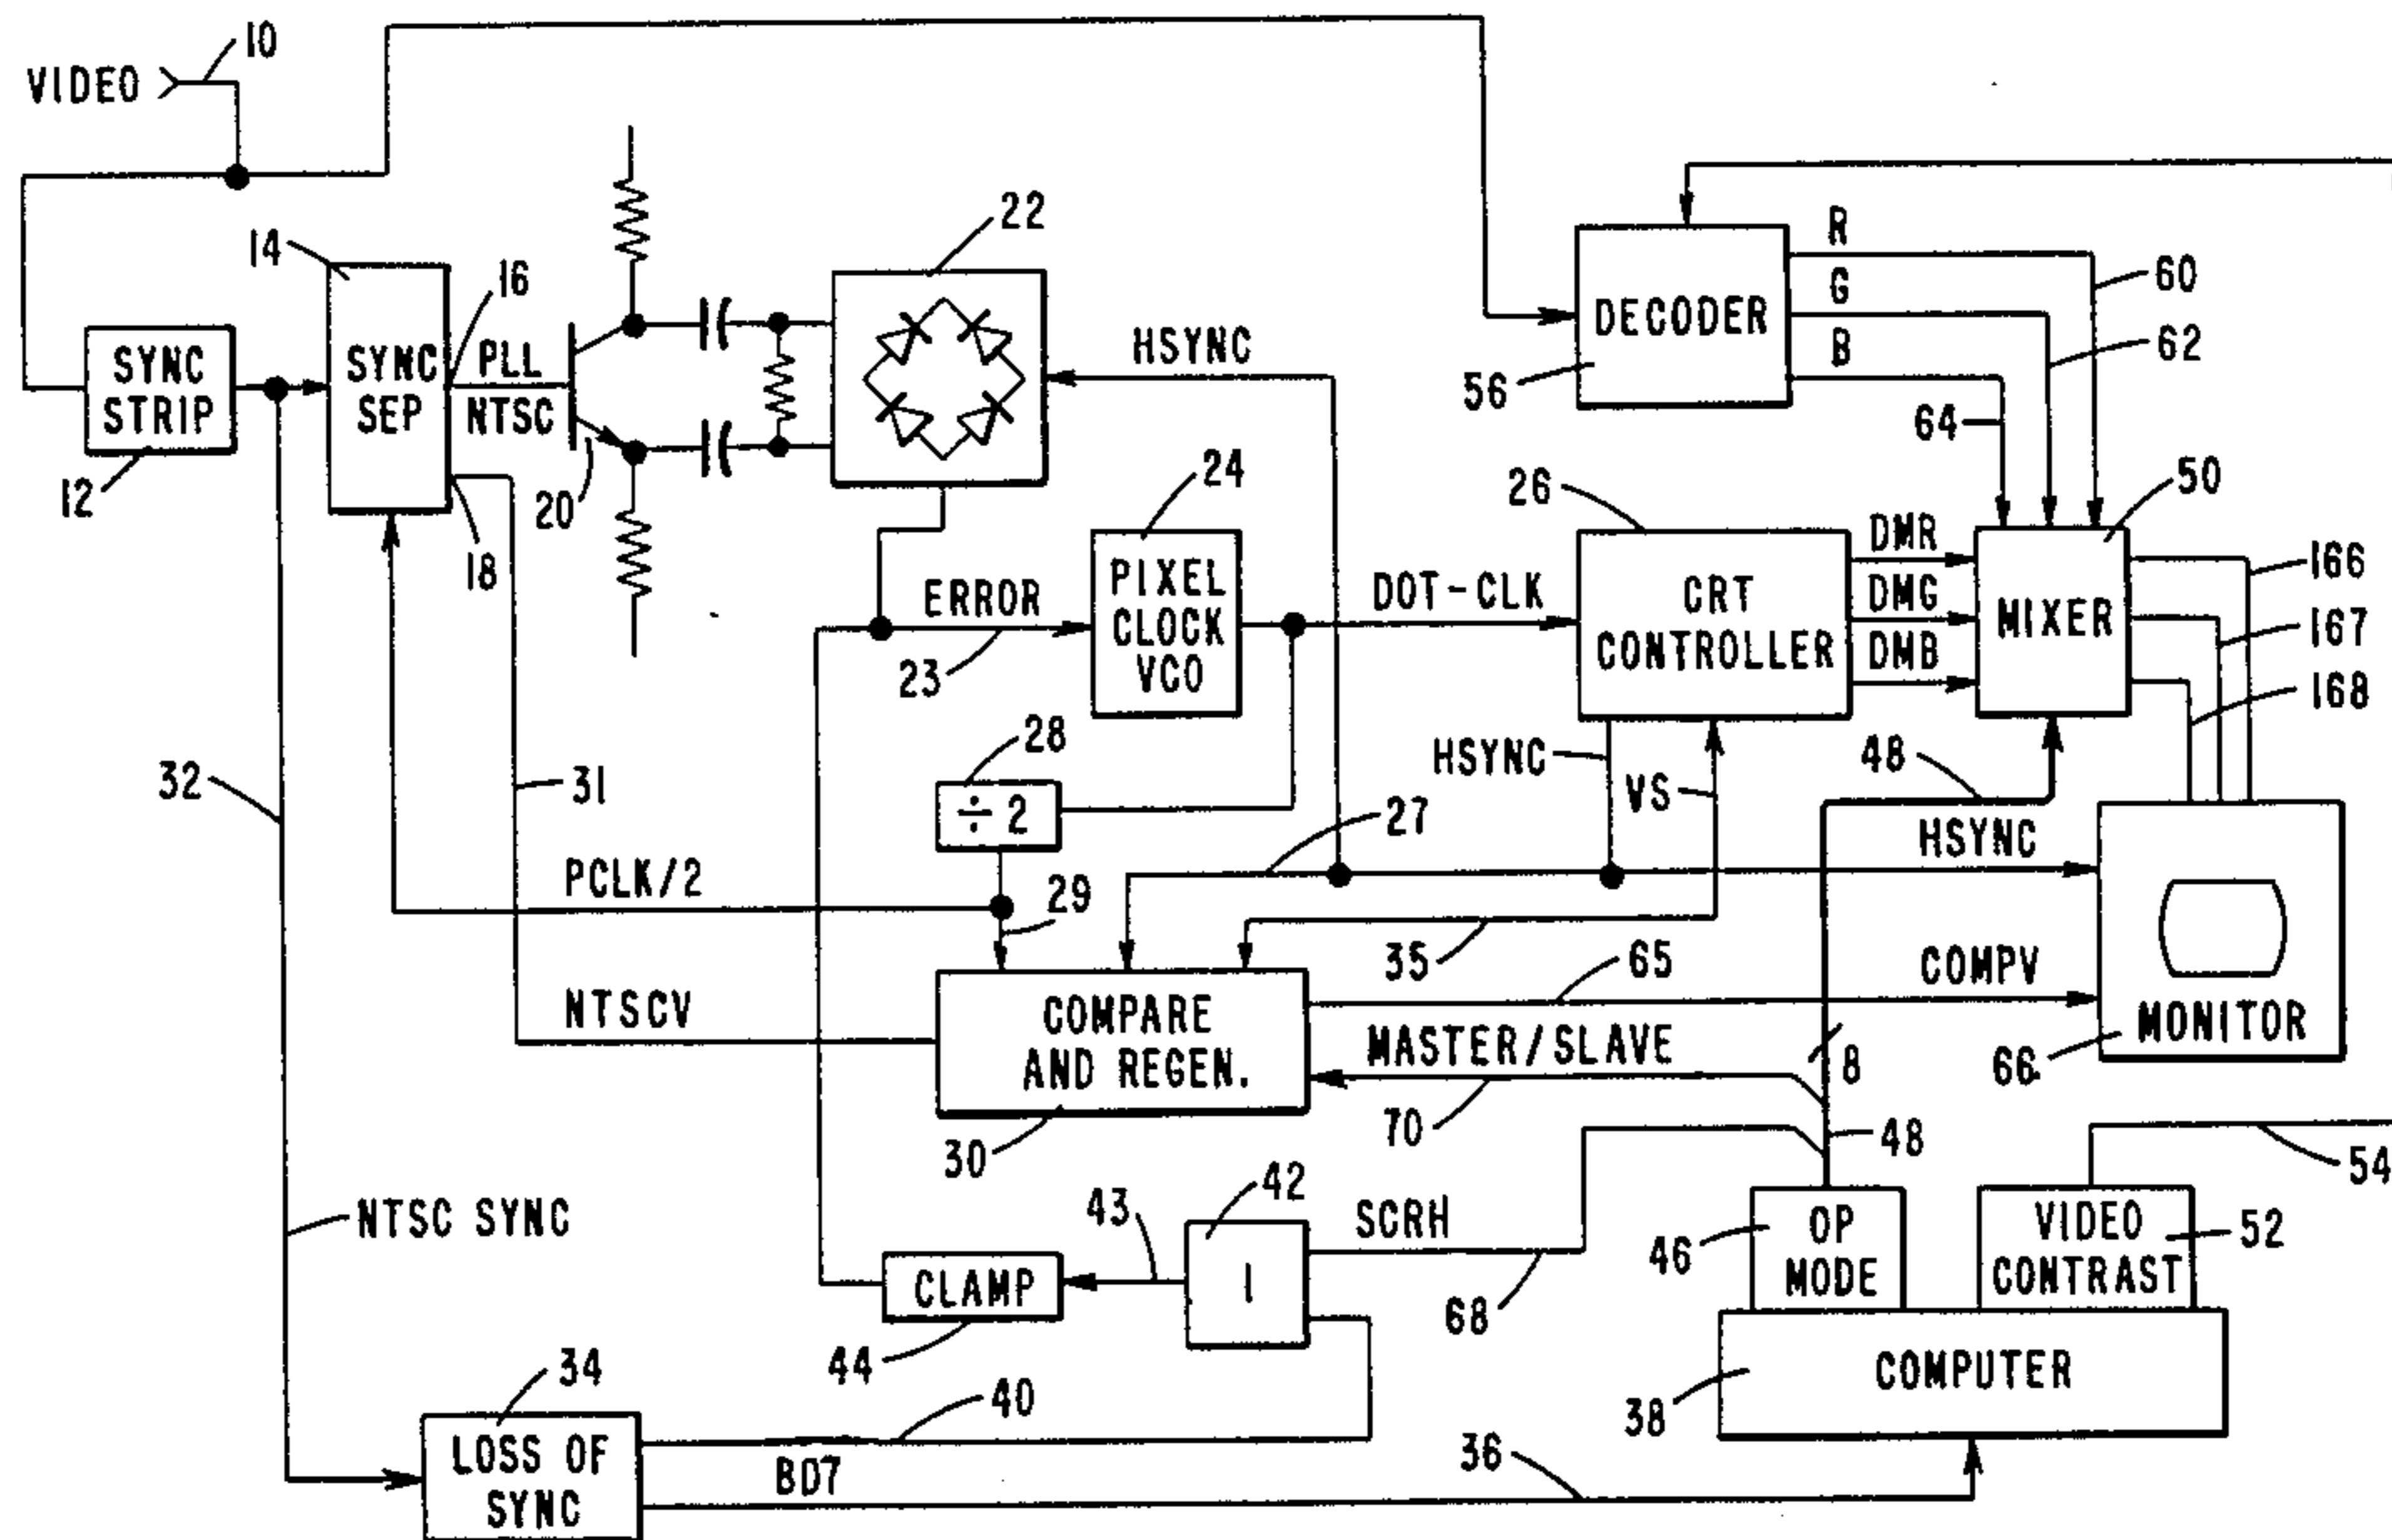 10
VIDEO
14
16
22
SYNC
STRIP
12
SYNC
SEP
PLL
NTSC
18
20
HSYNC
DECODER
56
R
G
B
60
62
64
24
ERROR
23
PIXEL
CLOCK
VCO
DOT-CLK
26
CRT
CONTROLLER
DMR
DMG
DMB
50
MIXER
166
167
168
28
÷ 2
32
31
PCLK/2
29
27
HSYNC
VS
35
48
HSYNC
COMPV
65
MONITOR
66
NTSCV
COMPARE
AND REGEN.
30
MASTER/SLAVE
70
8
48
54
NTSC SYNC
43
42
SCRH
1
CLAMP
44
68
46
OP
MODE
VIDEO
CONTRAST
52
COMPUTER
38
34
LOSS OF
SYNC
40
BD7
36